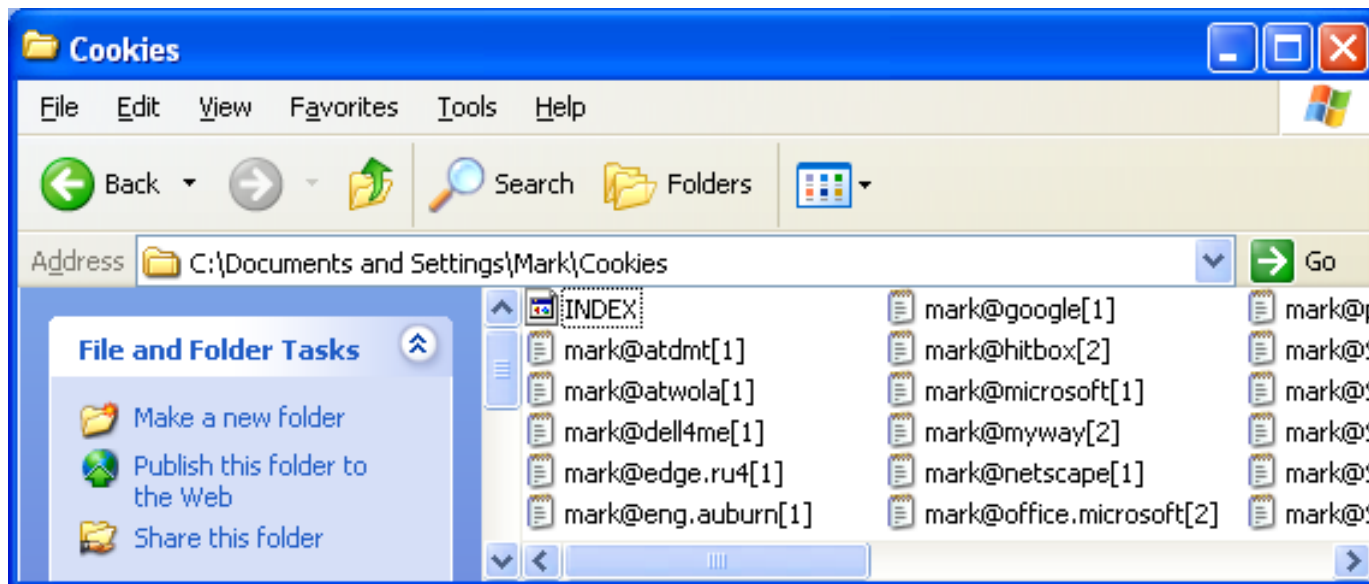 Cookies
File Edit View Favorites Tools Help
Back Search Folders
Address C:\Documents and Settings\Mark\Cookies Go
File and Folder Tasks
Make a new folder
Publish this folder to
the Web
Share this folder
INDEX
mark@atdmt[1]
mark@atwola[1]
mark@dell4me[1]
mark@edge.ru4[1]
mark@eng.auburn[1]
mark@google[1]
mark@hitbox[2]
mark@microsoft[1]
mark@myway[2]
mark@netscape[1]
mark@office.microsoft[2]